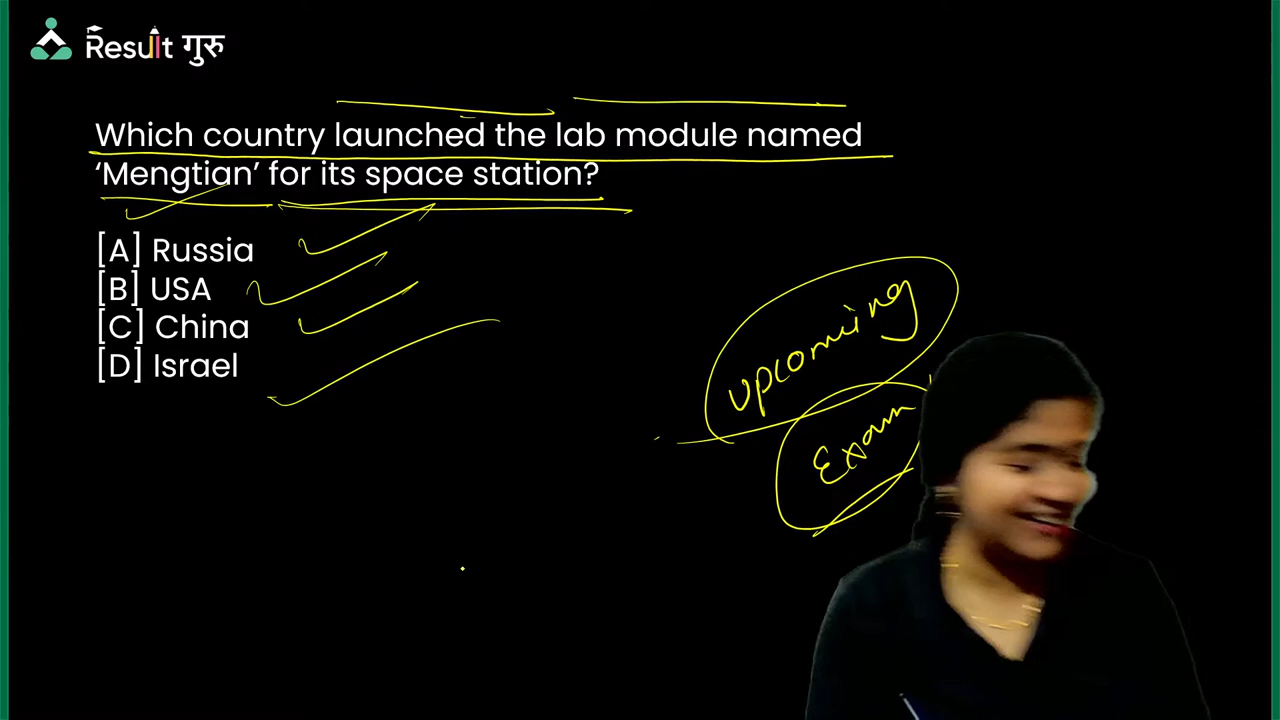 Result गुरु
Which country launched the lab module named
‘Mengtian’ for its space station?
[A] Russia
[B] USA
[C] China
[D] Israel
upcoming
Exam